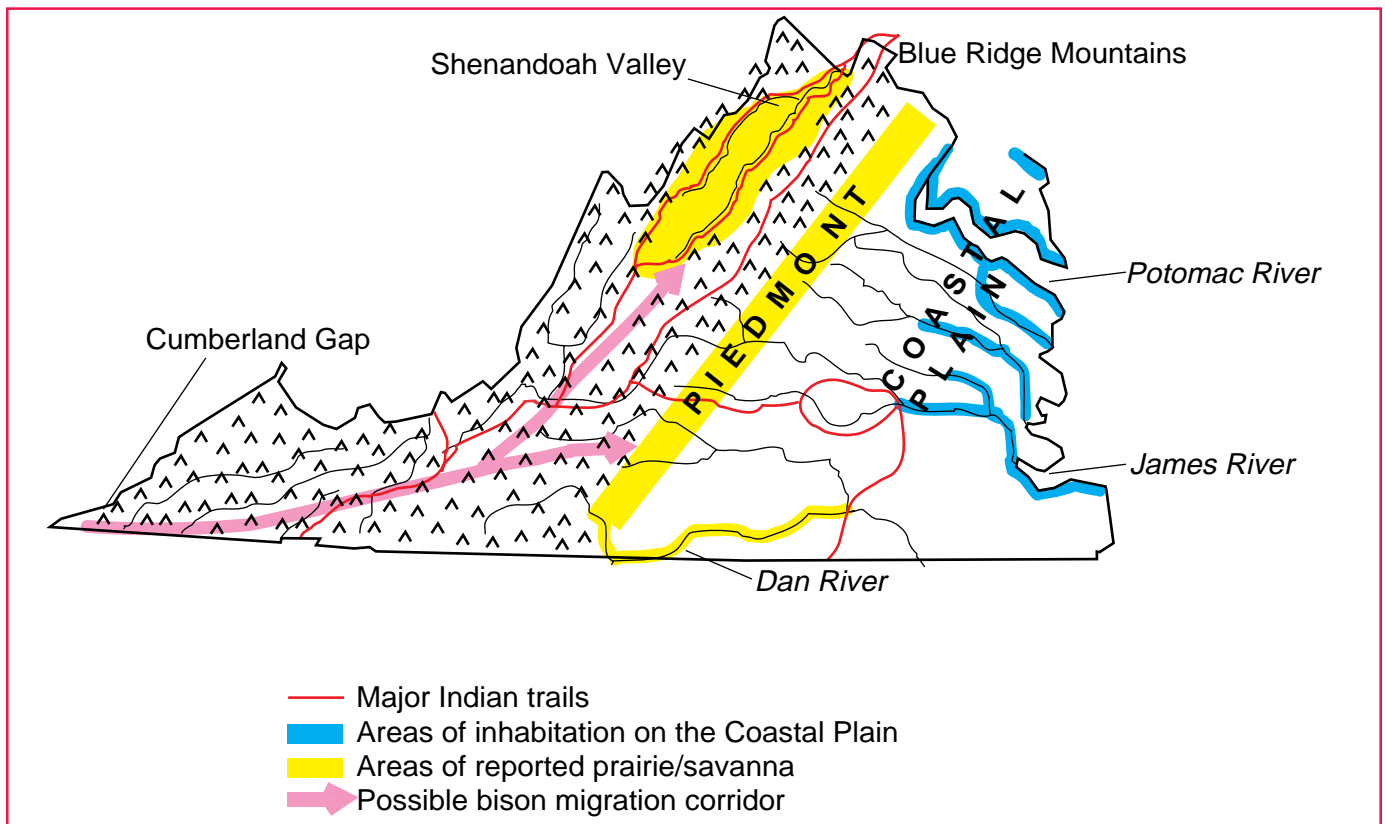 Shenandoah Valley
Blue Ridge Mountains
PIEDMONT
COASTAL
PLAIN
Potomac River
Cumberland Gap
James River
Dan River
Major Indian trails
Areas of inhabitation on the Coastal Plain
Areas of reported prairie/savanna
Possible bison migration corridor